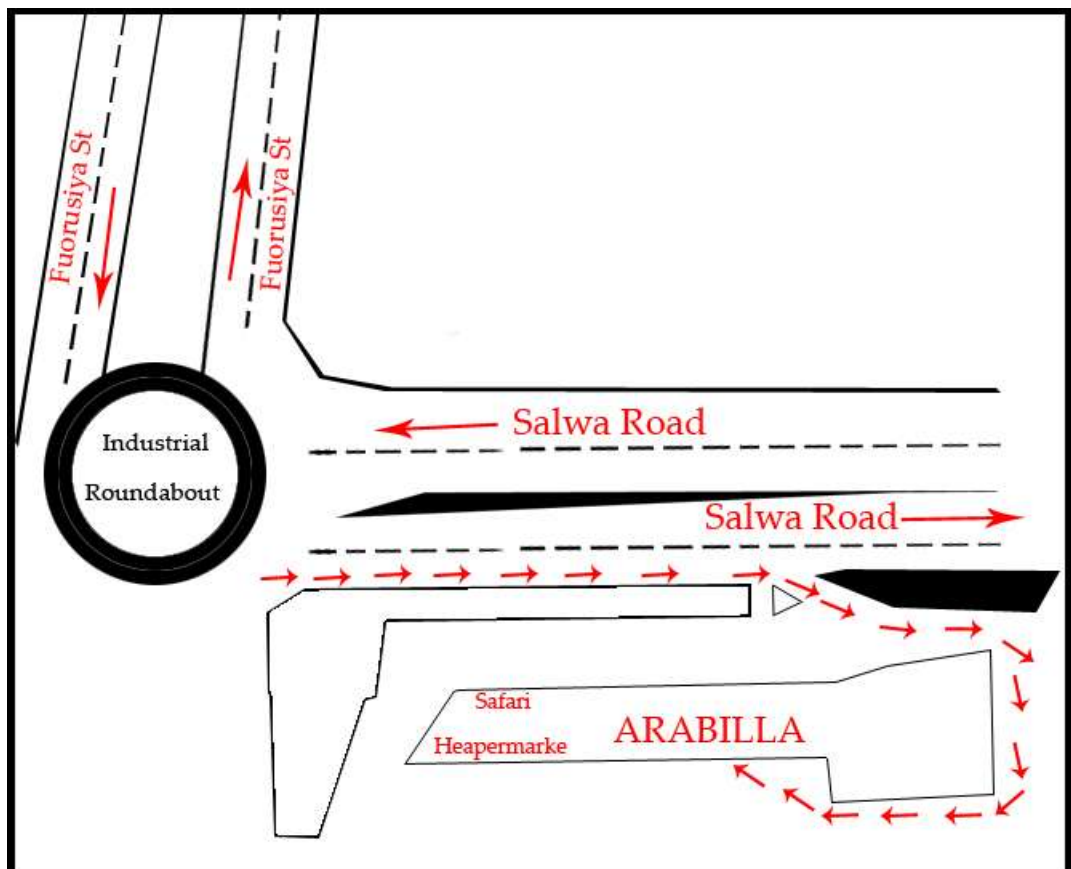 Fuorusiya St
Fuorusiya St
Industrial
Roundabout
Salwa Road
Salwa Road
Safari
Heapermarke
ARABILLA